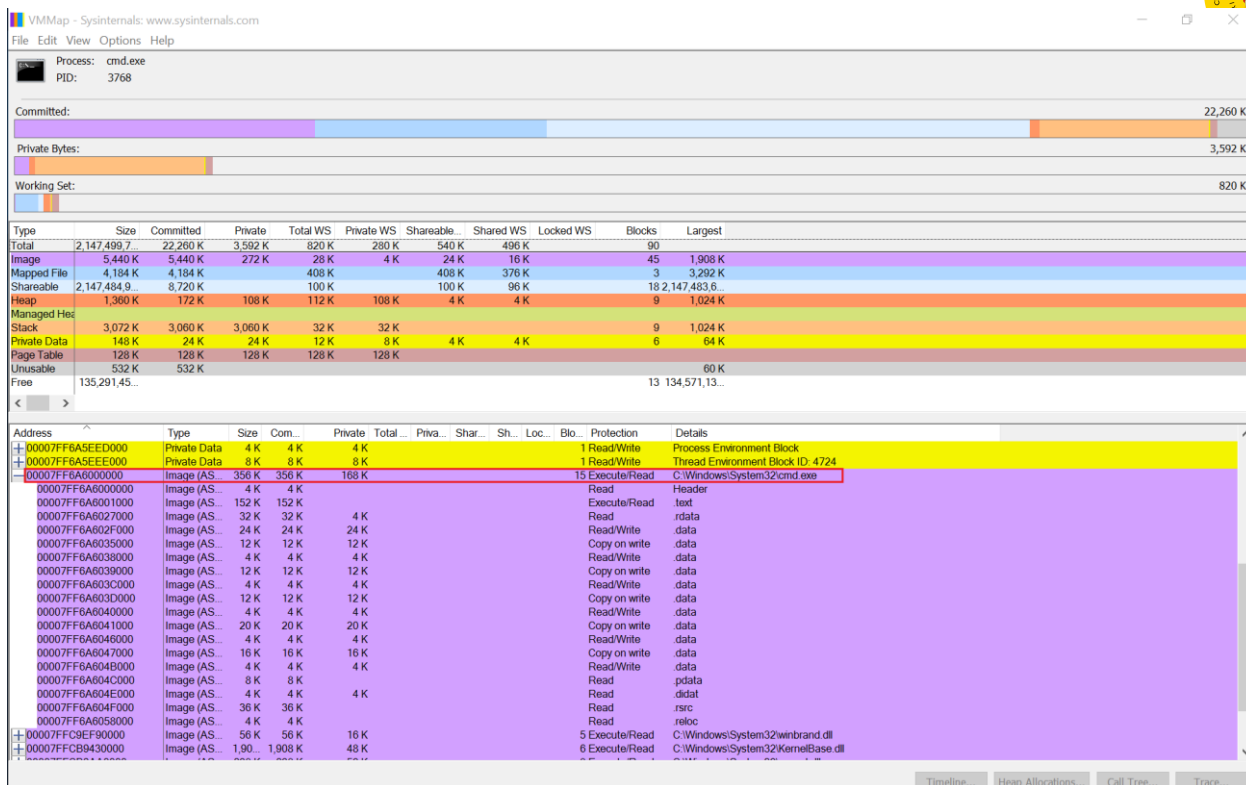 VMMap - Sysinternals: www.sysinternals.com
File Edit View Options Help
Process: cmd.exe
PID: 3768
Committed: 22,260 K
Private Bytes: 3,592 K
Working Set: 820 K
Type Size Committed Private Total WS Private WS Shareable... Shared WS Locked WS Blocks Largest
Total 2,147,499,7... 22,260 K 3,592 K 820 K 280 K 540 K 496 K 90
Image 5,440 K 5,440 K 272 K 28 K 4 K 24 K 16 K 45 1,908 K
Mapped File 4,184 K 4,184 K 408 K 408 K 376 K 3 3,292 K
Shareable 2,147,484,9... 8,720 K 100 K 100 K 96 K 18 2,147,483,6...
Heap 1,360 K 172 K 108 K 112 K 108 K 4 K 4 K 9 1,024 K
Managed Hea
Stack 3,072 K 3,060 K 3,060 K 32 K 32 K 9 1,024 K
Private Data 148 K 24 K 24 K 12 K 8 K 4 K 4 K 6 64 K
Page Table 128 K 128 K 128 K 128 K 128 K
Unusable 532 K 532 K 60 K
Free 135,291,45... 13 134,571,13...
Address Type Size Com... Private Total ... Priva... Shar... Sh... Loc... Blo... Protection Details
00007FF6A5EED000 Private Data 4 K 4 K 4 K 1 Read/Write Process Environment Block
00007FF6A5EEE000 Private Data 8 K 8 K 8 K 1 Read/Write Thread Environment Block ID: 4724
00007FF6A6000000 Image (AS... 356 K 356 K 168 K 15 Execute/Read C:\Windows\System32\cmd.exe
00007FF6A6000000 Image (AS... 4 K 4 K Read Header
00007FF6A6001000 Image (AS... 152 K 152 K Execute/Read .text
00007FF6A6027000 Image (AS... 32 K 32 K 4 K Read .rdata
00007FF6A602F000 Image (AS... 24 K 24 K 24 K Read/Write .data
00007FF6A6035000 Image (AS... 12 K 12 K 12 K Copy on write .data
00007FF6A6038000 Image (AS... 4 K 4 K 4 K Read/Write .data
00007FF6A6039000 Image (AS... 12 K 12 K 12 K Copy on write .data
00007FF6A603C000 Image (AS... 4 K 4 K 4 K Read/Write .data
00007FF6A603D000 Image (AS... 12 K 12 K 12 K Copy on write .data
00007FF6A6040000 Image (AS... 4 K 4 K 4 K Read/Write .data
00007FF6A6041000 Image (AS... 20 K 20 K 20 K Copy on write .data
00007FF6A6046000 Image (AS... 4 K 4 K 4 K Read/Write .data
00007FF6A6047000 Image (AS... 16 K 16 K 16 K Copy on write .data
00007FF6A604B000 Image (AS... 4 K 4 K 4 K Read/Write .data
00007FF6A604C000 Image (AS... 8 K 8 K Read .pdata
00007FF6A604E000 Image (AS... 4 K 4 K 4 K Read .didat
00007FF6A604F000 Image (AS... 36 K 36 K Read .rsrc
00007FF6A6058000 Image (AS... 4 K 4 K Read .reloc
00007FFC9EF90000 Image (AS... 56 K 56 K 16 K 5 Execute/Read C:\Windows\System32\winbrand.dll
00007FFCB9430000 Image (AS... 1,90... 1,908 K 48 K 6 Execute/Read C:\Windows\System32\KernelBase.dll
Timeline... Heap Allocations... Call Tree... Trace...